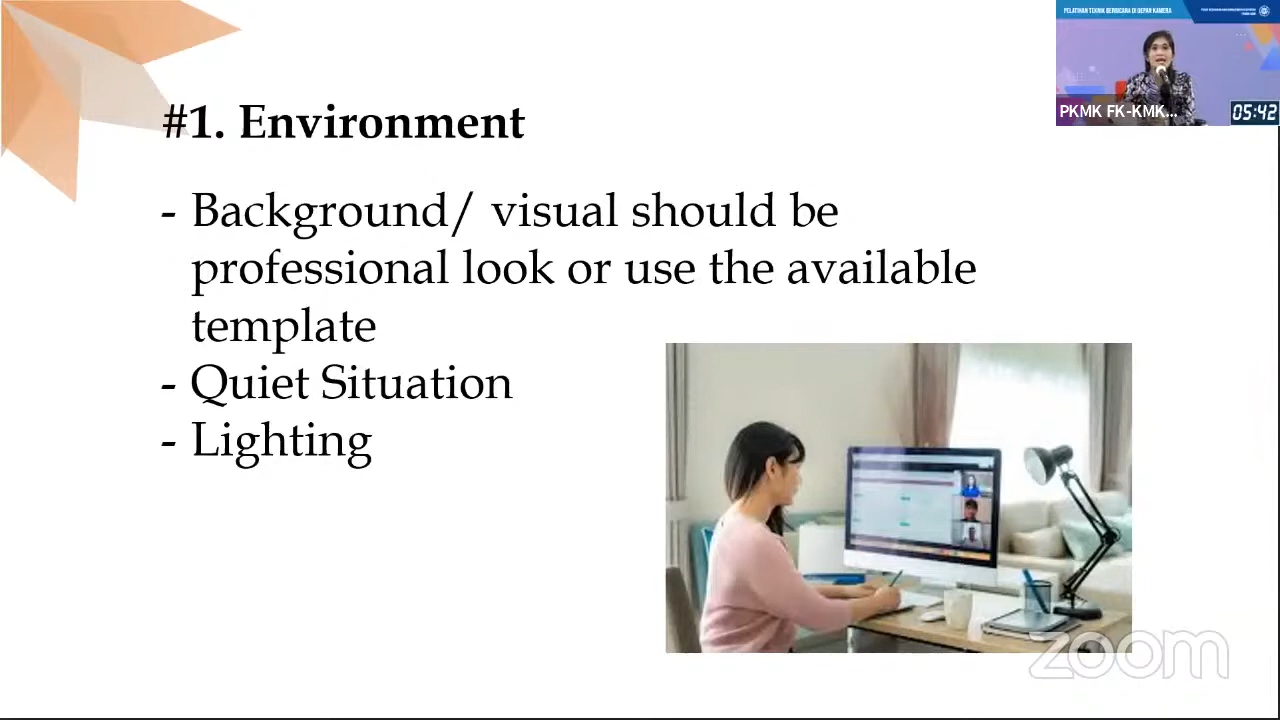 #1. Environment
- Background/ visual should be
professional look or use the available
template
- Quiet Situation
- Lighting
PELATIHAN TEKNIK BERBICARA DI DEPAN KAMERA
PKMK FK-KMK...
05:42
zoom